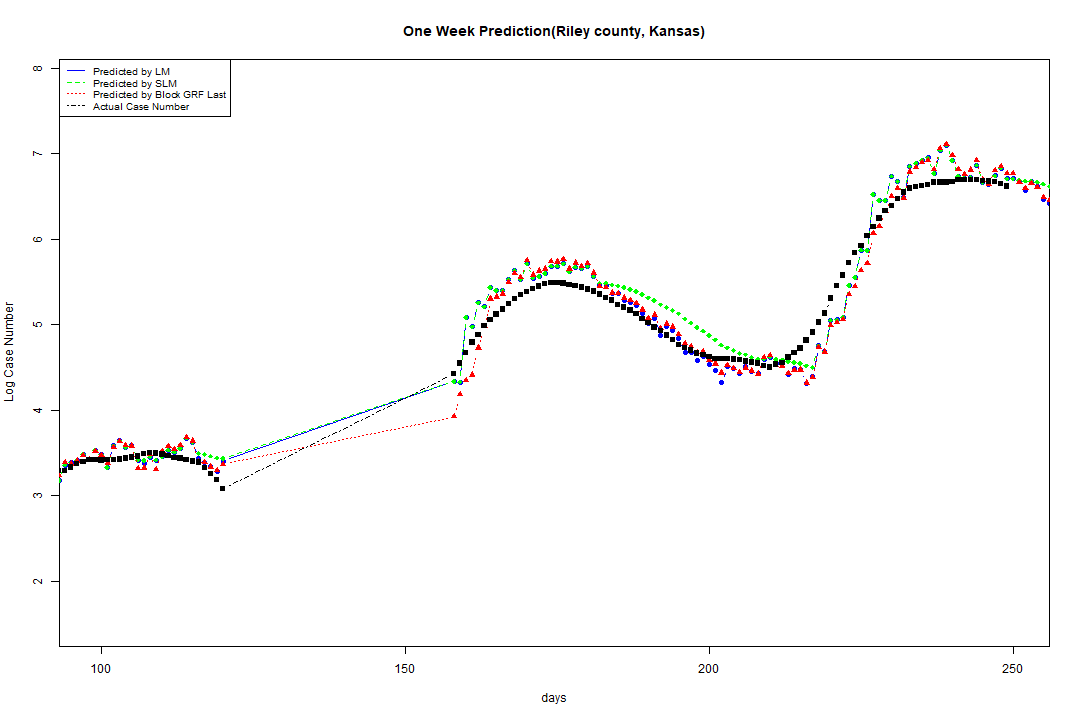 One Week Prediction(Riley county, Kansas)
Predicted by LM
Predicted by SLM
Predicted by Block GRF Last
Actual Case Number
Log Case Number
8
7
6
5
4
3
2
100 150 200 250
days